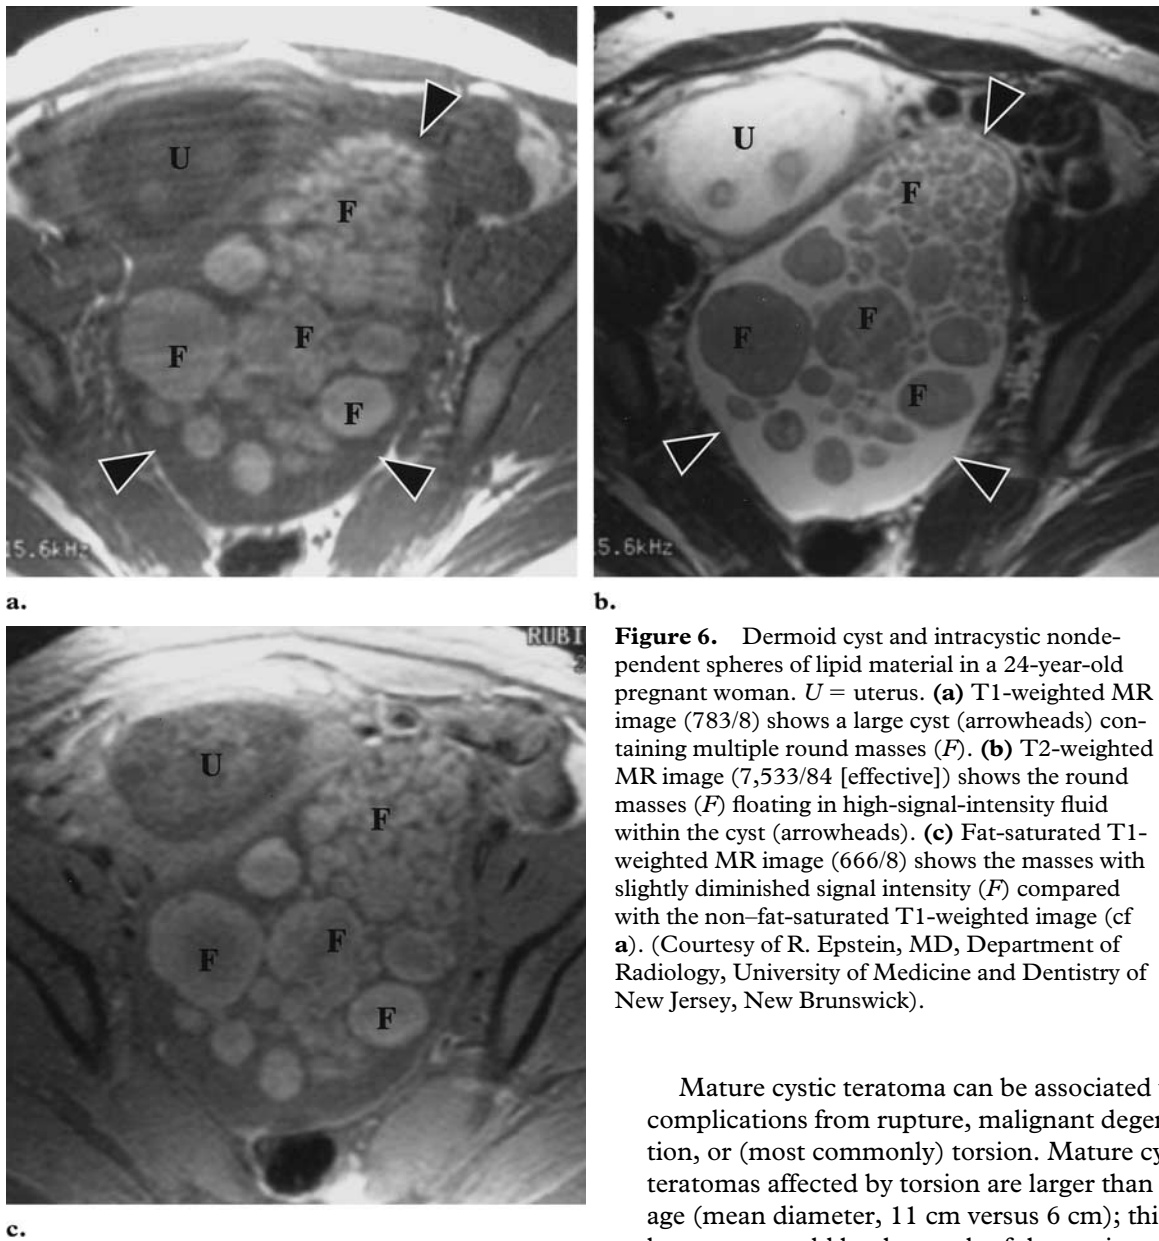 U
F
F
F
F
15.6kHz
a.
U
F
F
F
F
5.6kHz
b.
RUBI
U
F
F
F
F
c.
Figure 6. Dermoid cyst and intracystic nonde-
pendent spheres of lipid material in a 24-year-old
pregnant woman. U = uterus. (a) T1-weighted MR
image (783/8) shows a large cyst (arrowheads) con-
taining multiple round masses (F). (b) T2-weighted
MR image (7,533/84 [effective]) shows the round
masses (F) floating in high-signal-intensity fluid
within the cyst (arrowheads). (c) Fat-saturated T1-
weighted MR image (666/8) shows the masses with
slightly diminished signal intensity (F) compared
with the non–fat-saturated T1-weighted image (cf
a). (Courtesy of R. Epstein, MD, Department of
Radiology, University of Medicine and Dentistry of
New Jersey, New Brunswick).
Mature cystic teratoma can be associated
complications from rupture, malignant degen
tion, or (most commonly) torsion. Mature cy
teratomas affected by torsion are larger than
age (mean diameter, 11 cm versus 6 cm); thi